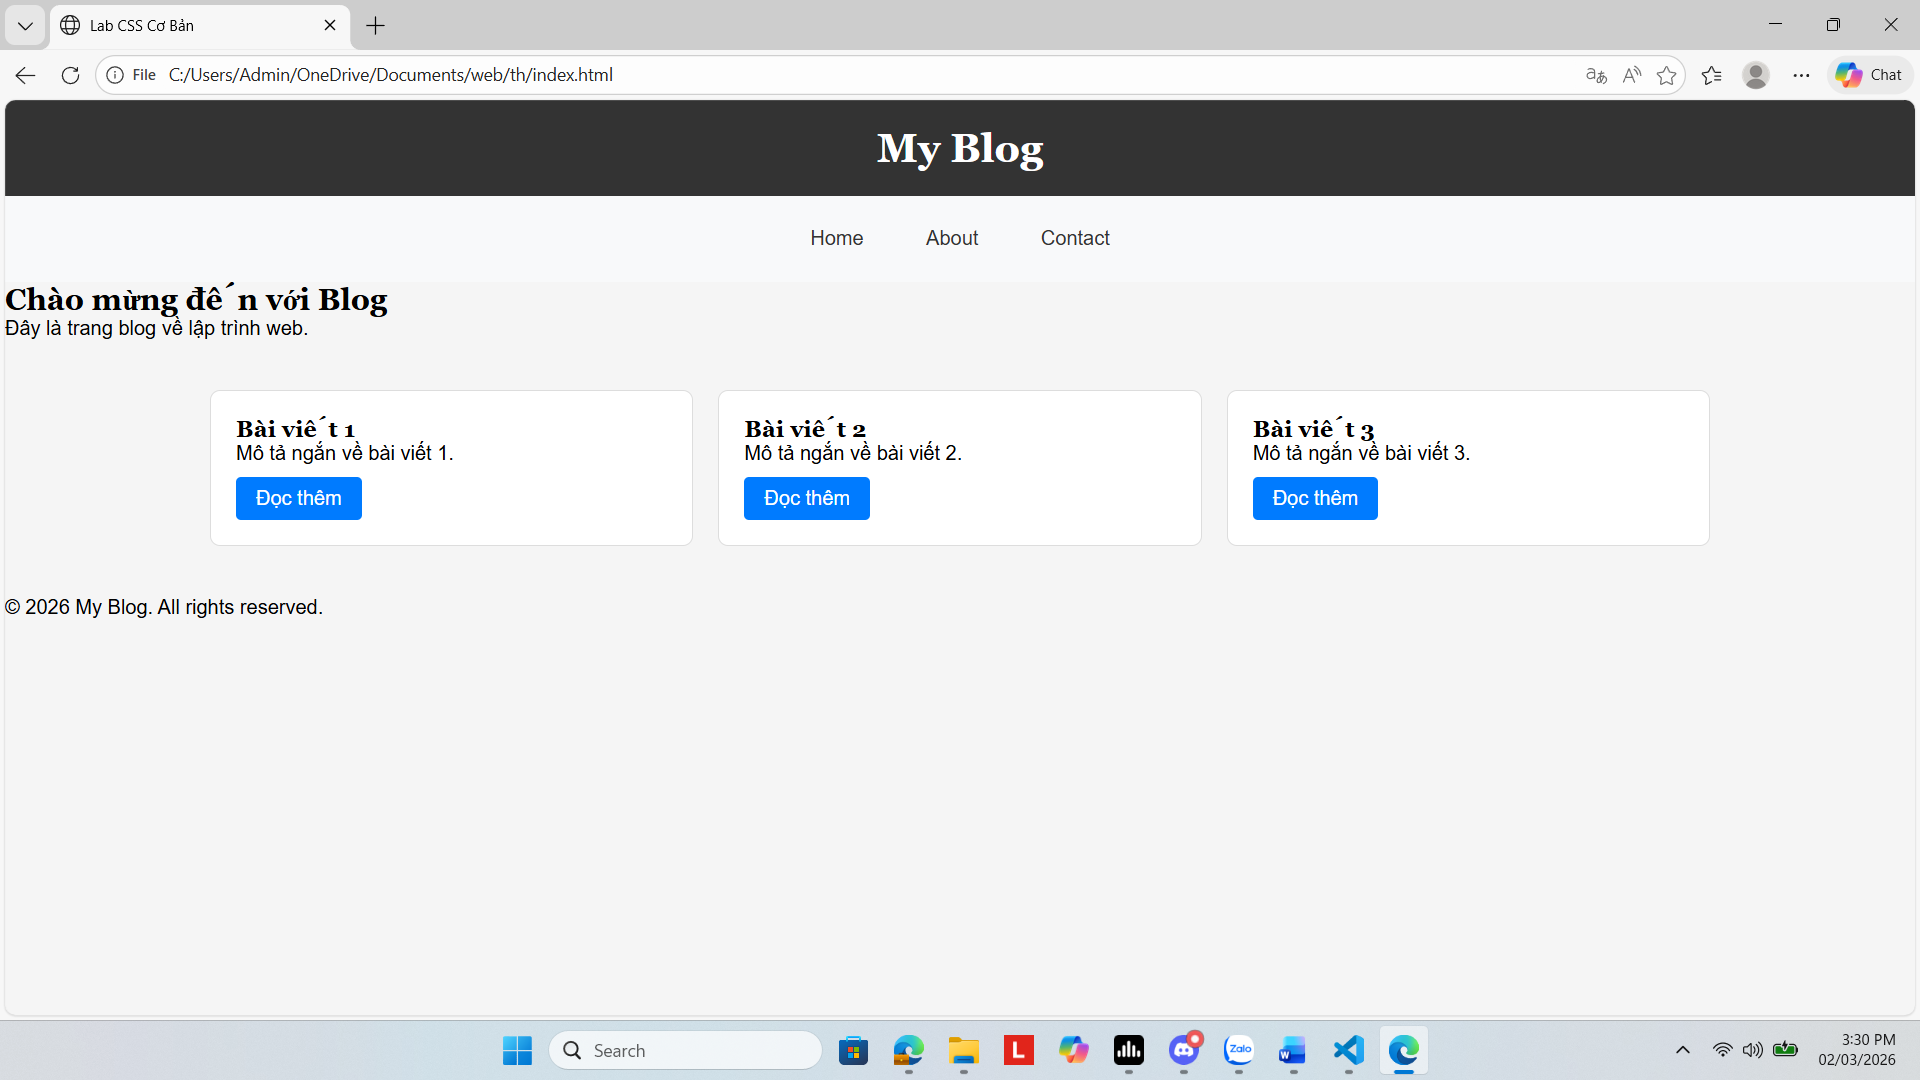 Lab CSS Cơ Bản
File C:/Users/Admin/OneDrive/Documents/web/th/index.html
Chat
My Blog
Home About Contact
Chào mừng đến với Blog
Đây là trang blog về lập trình web.
Bài viết 1
Mô tả ngắn về bài viết 1.
Đọc thêm
Bài viết 2
Mô tả ngắn về bài viết 2.
Đọc thêm
Bài viết 3
Mô tả ngắn về bài viết 3.
Đọc thêm
© 2026 My Blog. All rights reserved.
Search
L
Zalo
W
3:30 PM
02/03/2026